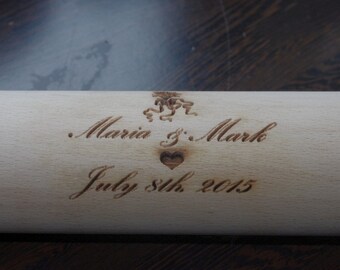 Maria & Mark
July 8th, 2015